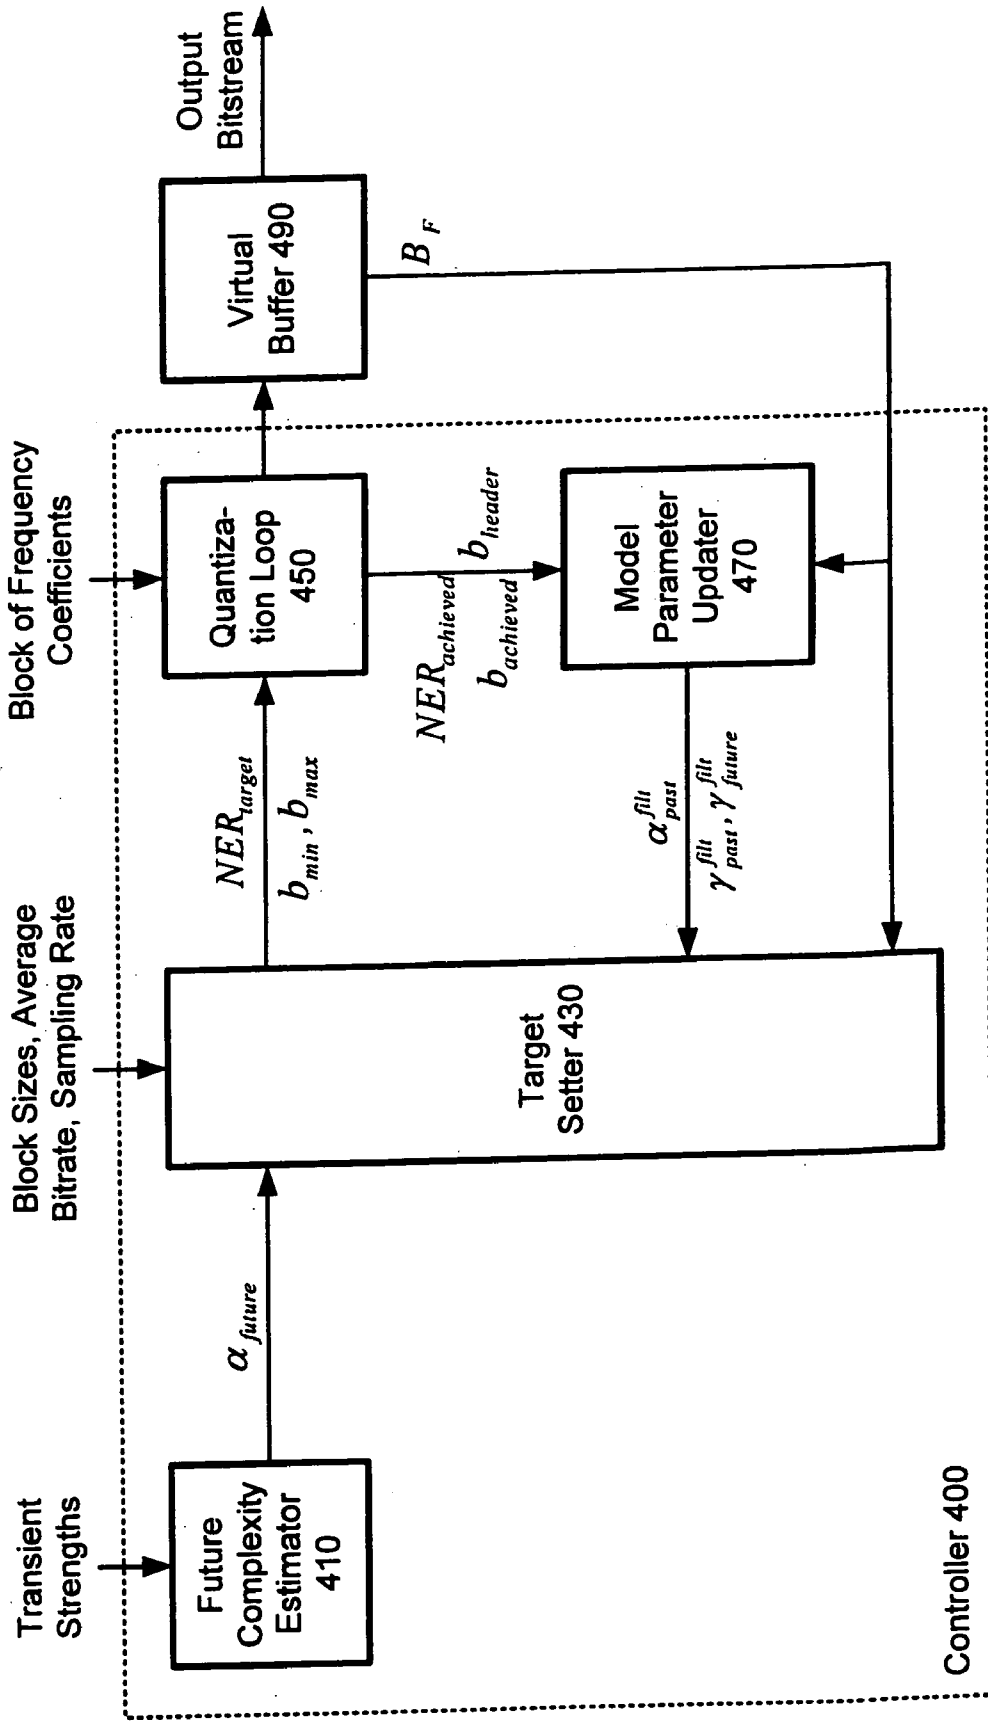 Transient
Strengths
Block Sizes, Average
Bitrate, Sampling Rate
Block of Frequency
Coefficients
Future
Complexity
Estimator
410
α_future
Target
Setter 430
NER_target
b_min, b_max
Quantiza-
tion Loop
450
Virtual
Buffer 490
Output
Bitstream
NER_achieved b_header
b_achieved
B_F
Model
Parameter
Updater
470
α_past^filt
γ_past^filt, γ_future^filt
Controller 400